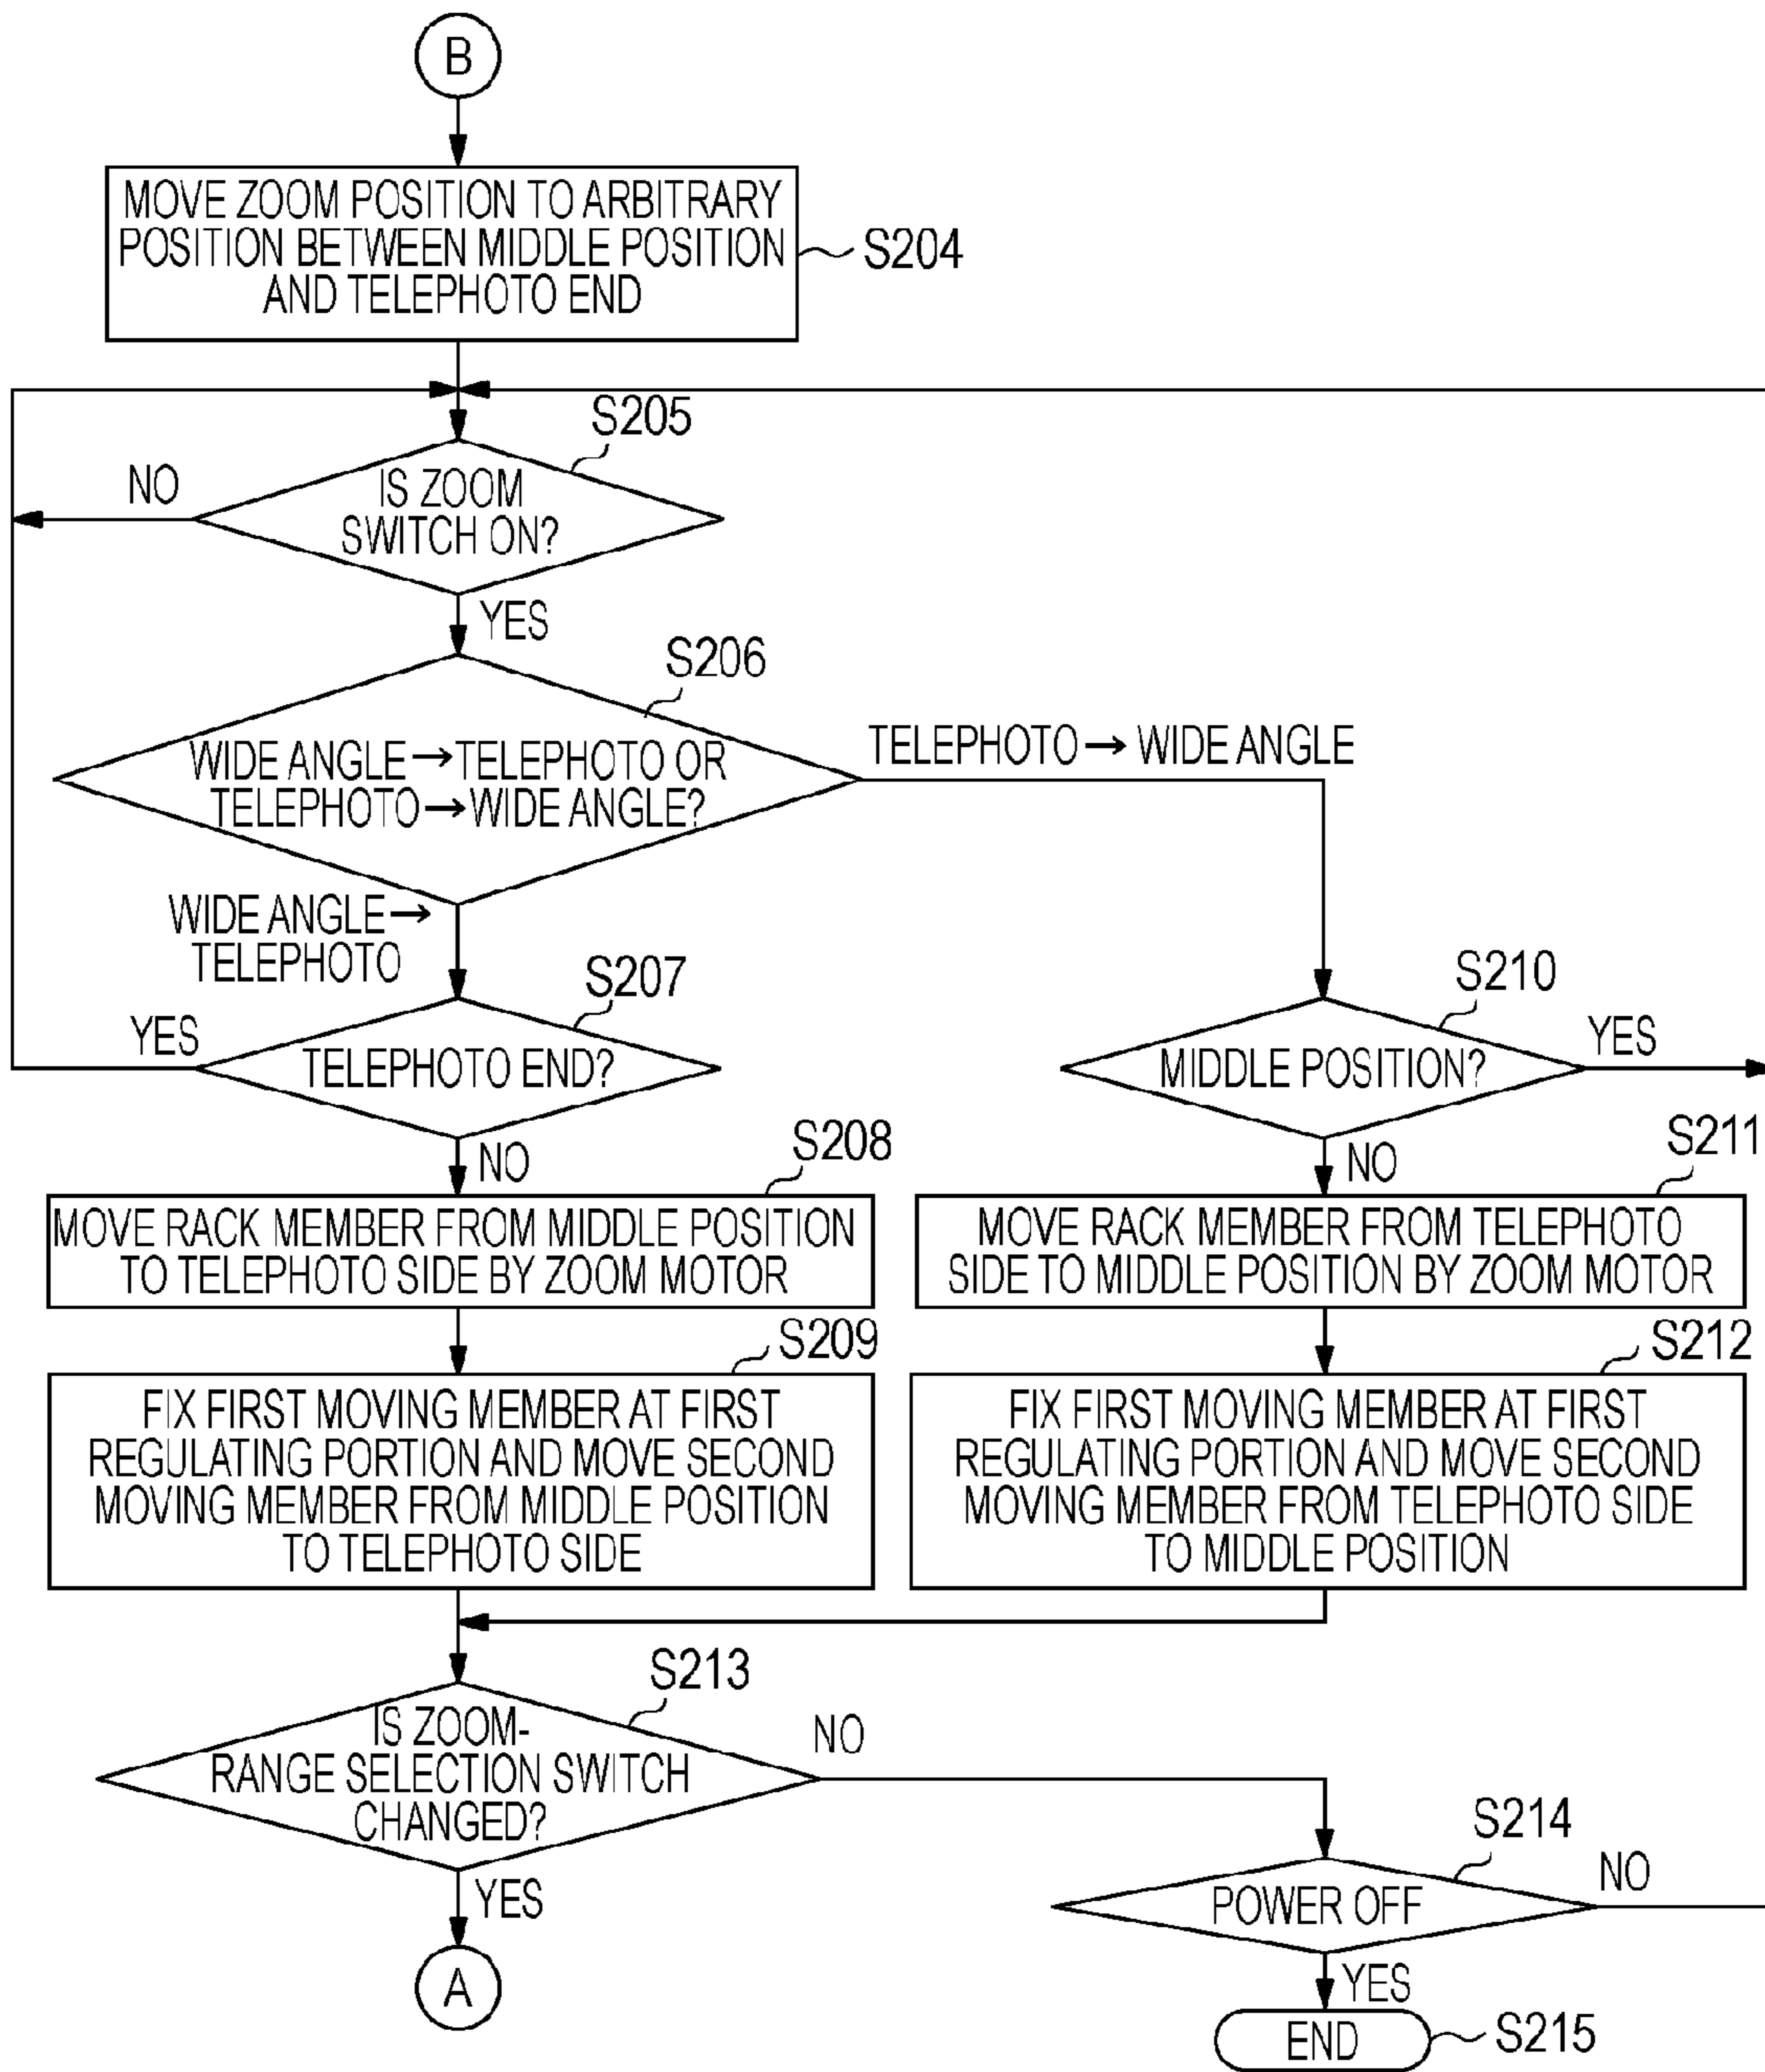 B
MOVE ZOOM POSITION TO ARBITRARY
POSITION BETWEEN MIDDLE POSITION
AND TELEPHOTO END
S204
S205
NO
IS ZOOM
SWITCH ON?
YES
S206
WIDE ANGLE → TELEPHOTO OR
TELEPHOTO → WIDE ANGLE?
TELEPHOTO → WIDE ANGLE
WIDE ANGLE →
TELEPHOTO
S207
YES
TELEPHOTO END?
NO
S210
MIDDLE POSITION?
YES
NO
S208
MOVE RACK MEMBER FROM MIDDLE POSITION
TO TELEPHOTO SIDE BY ZOOM MOTOR
S211
MOVE RACK MEMBER FROM TELEPHOTO
SIDE TO MIDDLE POSITION BY ZOOM MOTOR
S209
FIX FIRST MOVING MEMBER AT FIRST
REGULATING PORTION AND MOVE SECOND
MOVING MEMBER FROM MIDDLE POSITION
TO TELEPHOTO SIDE
S212
FIX FIRST MOVING MEMBER AT FIRST
REGULATING PORTION AND MOVE SECOND
MOVING MEMBER FROM TELEPHOTO SIDE
TO MIDDLE POSITION
S213
IS ZOOM-
RANGE SELECTION SWITCH
CHANGED?
NO
YES
A
S214
POWER OFF
NO
YES
END
S215